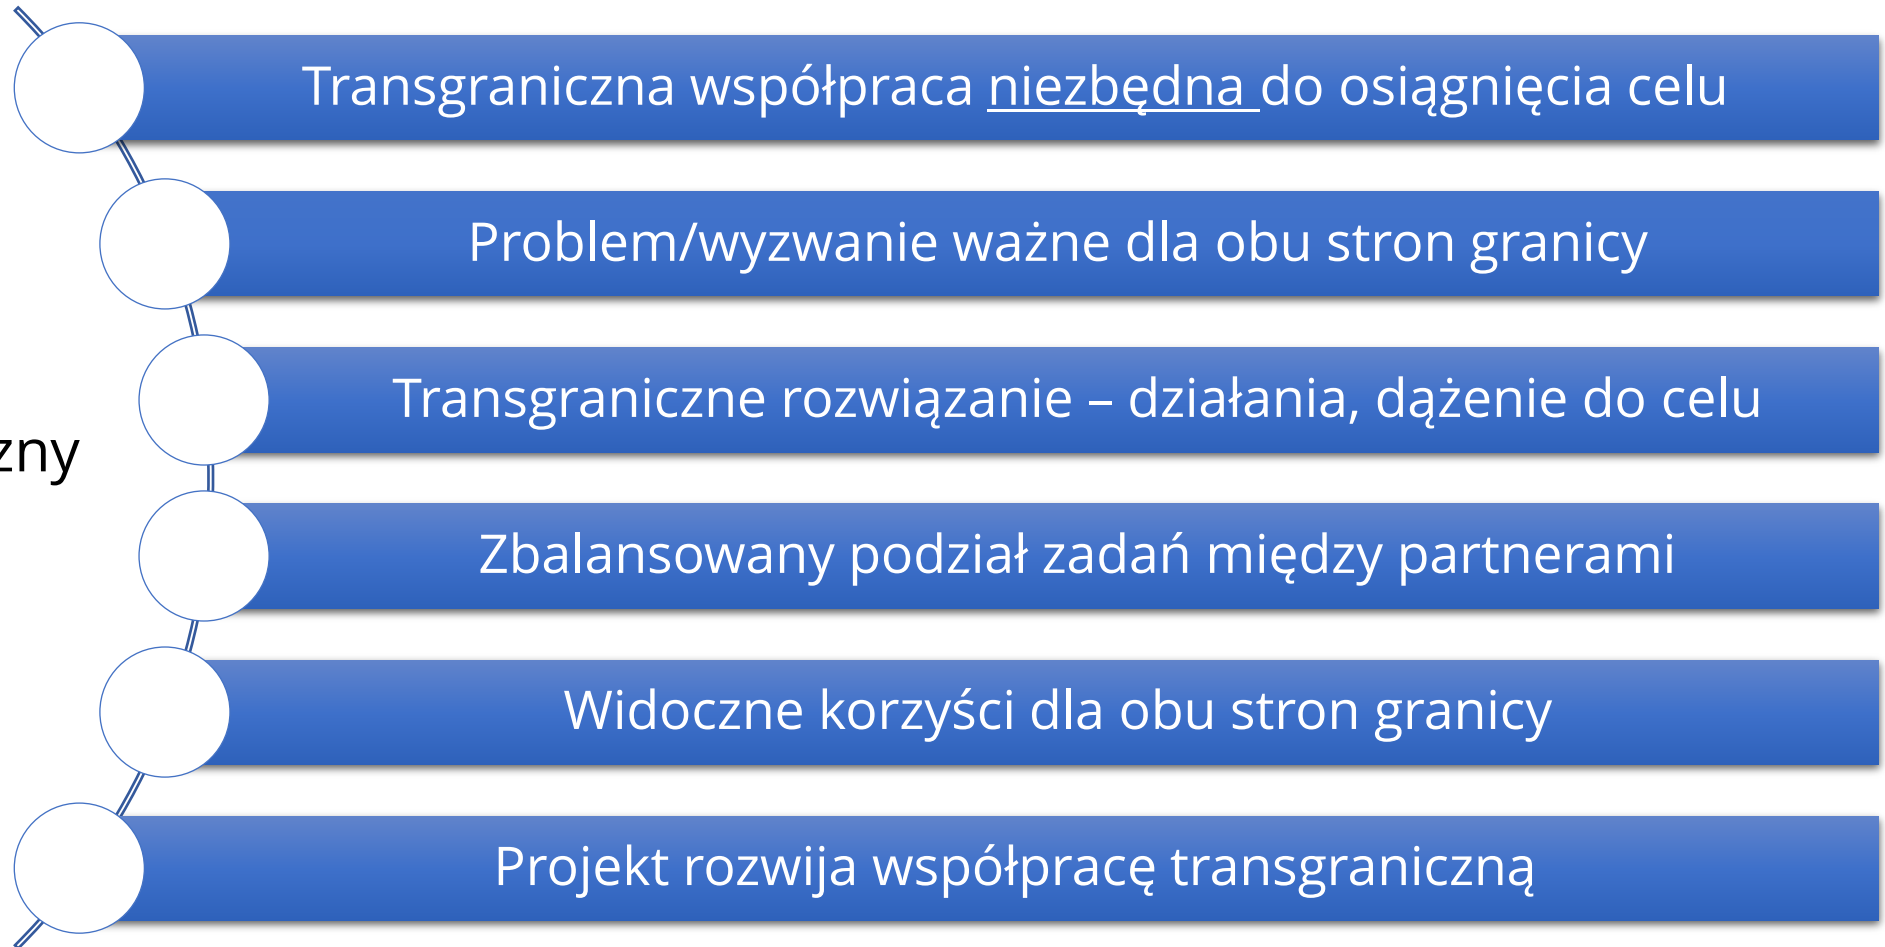 Transgraniczna współpraca niezbędna do osiągnięcia celu
Problem/wyzwanie ważne dla obu stron granicy
Transgraniczne rozwiązanie – działania, dążenie do celu
zny
Zbalansowany podział zadań między partnerami
Widoczne korzyści dla obu stron granicy
Projekt rozwija współpracę transgraniczną